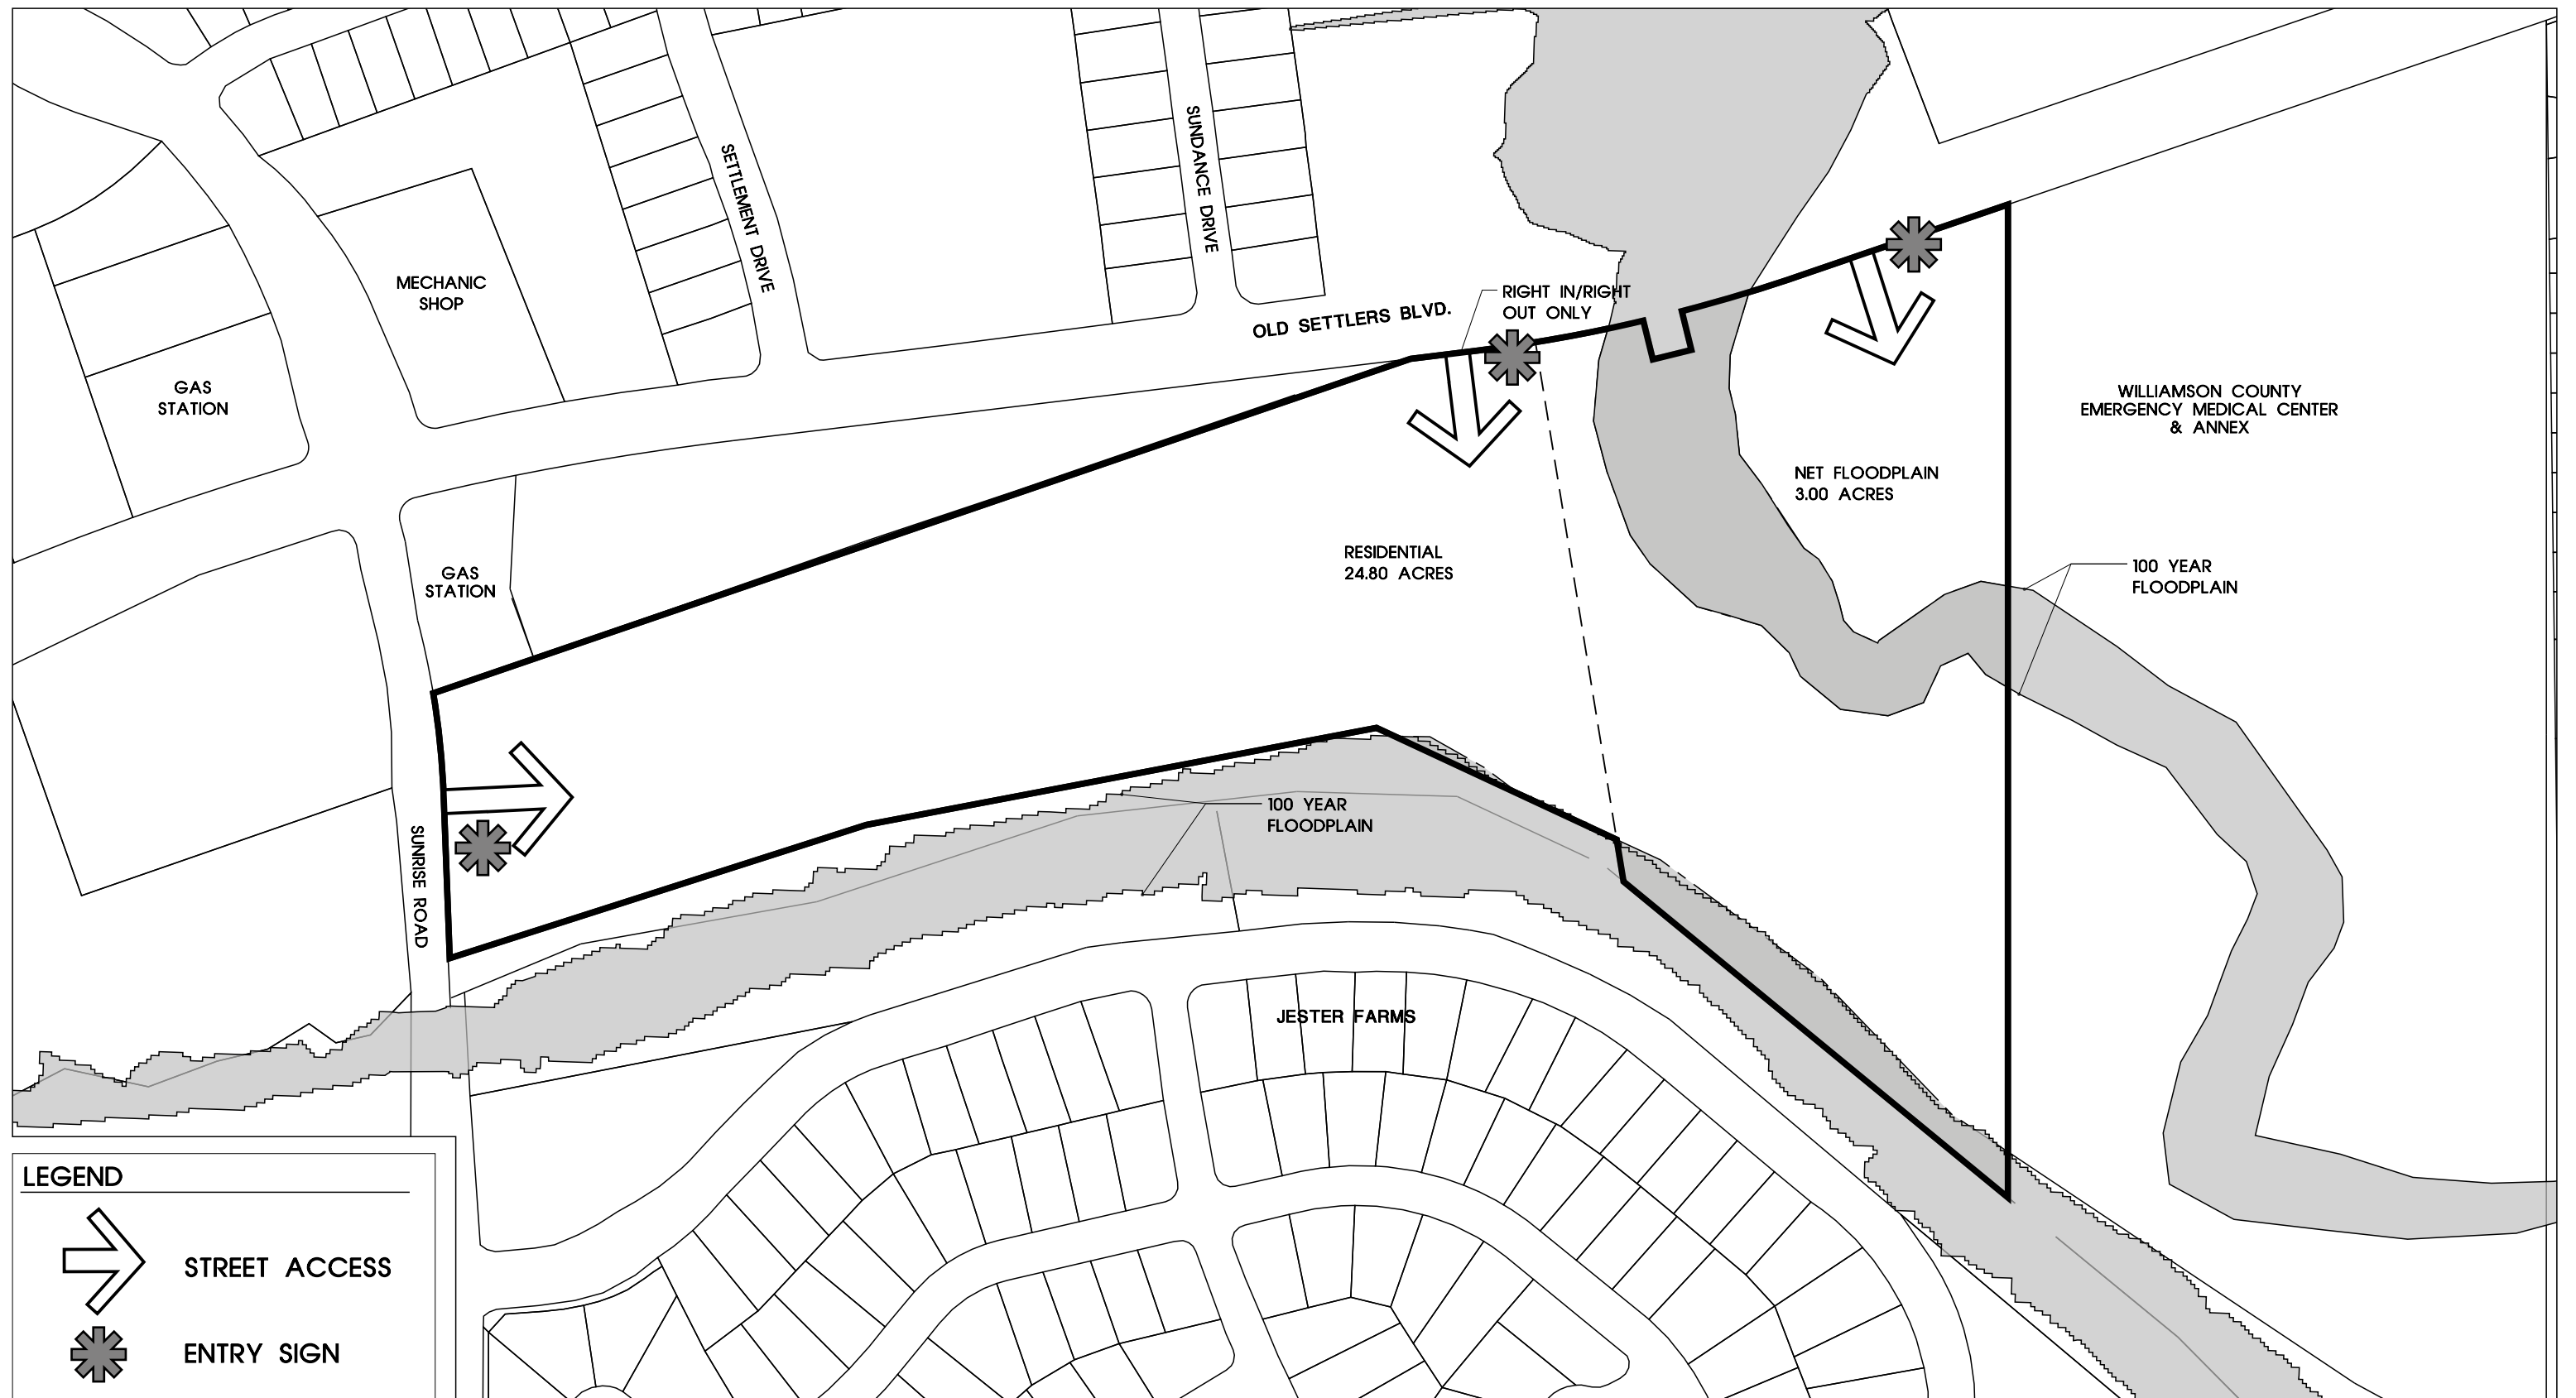 SETTLEMENT DRIVE
SUNDANCE DRIVE
MECHANIC
SHOP
RIGHT IN/RIGHT
OUT ONLY
OLD SETTLERS BLVD.
GAS
STATION
WILLIAMSON COUNTY
EMERGENCY MEDICAL CENTER
& ANNEX
NET FLOODPLAIN
3.00 ACRES
RESIDENTIAL
24.80 ACRES
GAS
STATION
100 YEAR
FLOODPLAIN
100 YEAR
FLOODPLAIN
SUNRISE ROAD
JESTER FARMS
LEGEND
STREET ACCESS
ENTRY SIGN